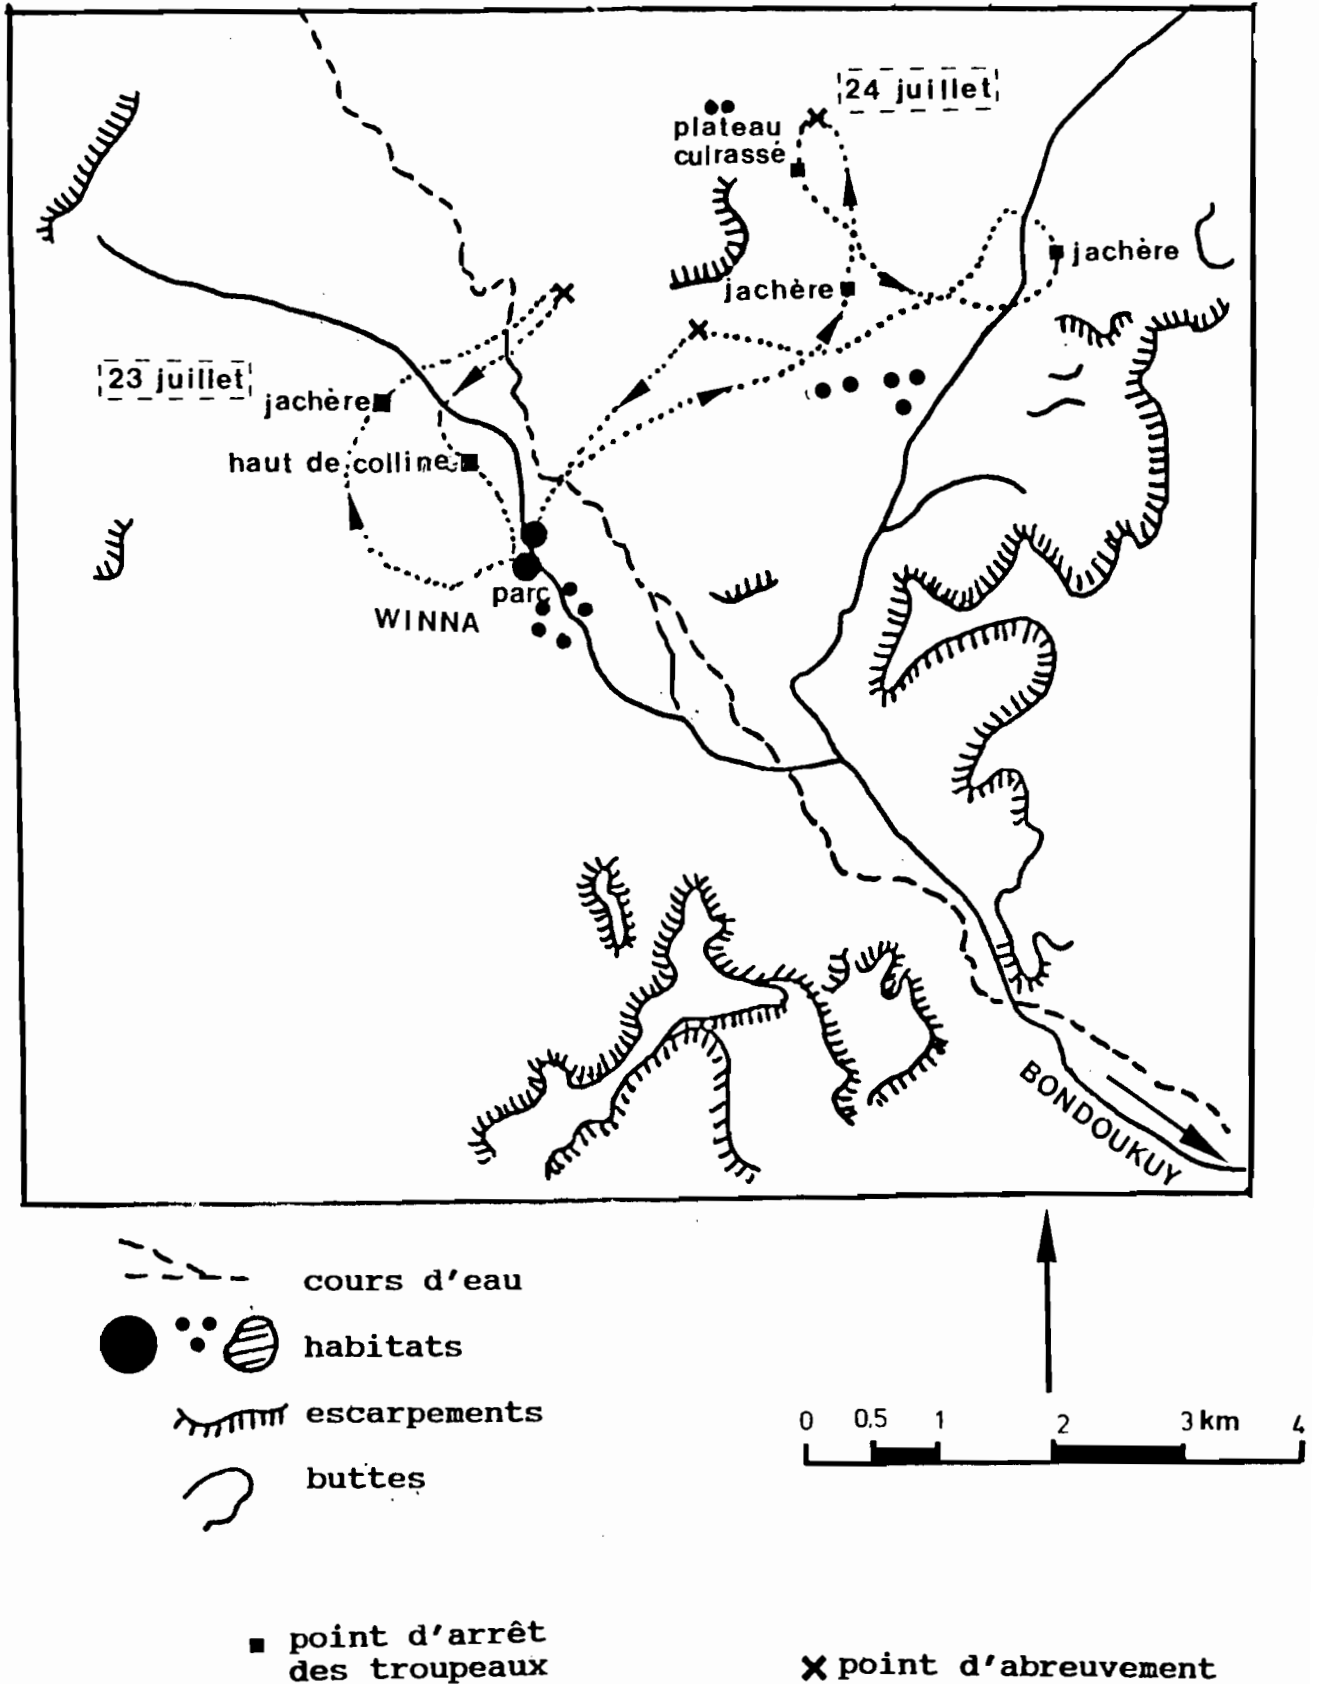 24 juillet
plateau
cuirassé
jachère
jachère
23 juillet
jachère
haut de colline
parc
WINNA
BONDOUKUY
cours d'eau
habitats
escarpements
buttes
0 0,5 1 2 3 km 4
point d'arrêt
des troupeaux
point d'abreuvement